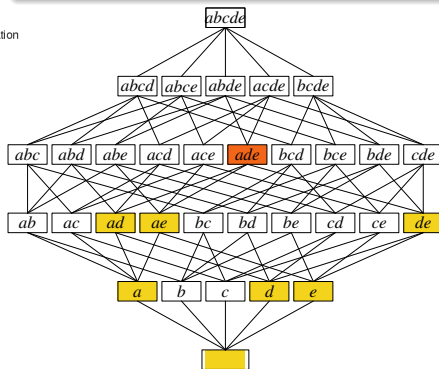 abcde
tion
abcd abce abde acde bcde
abc abd abe acd ace ade bcd bce bde cde
ab ac ad ae bc bd be cd ce de
a b c d e